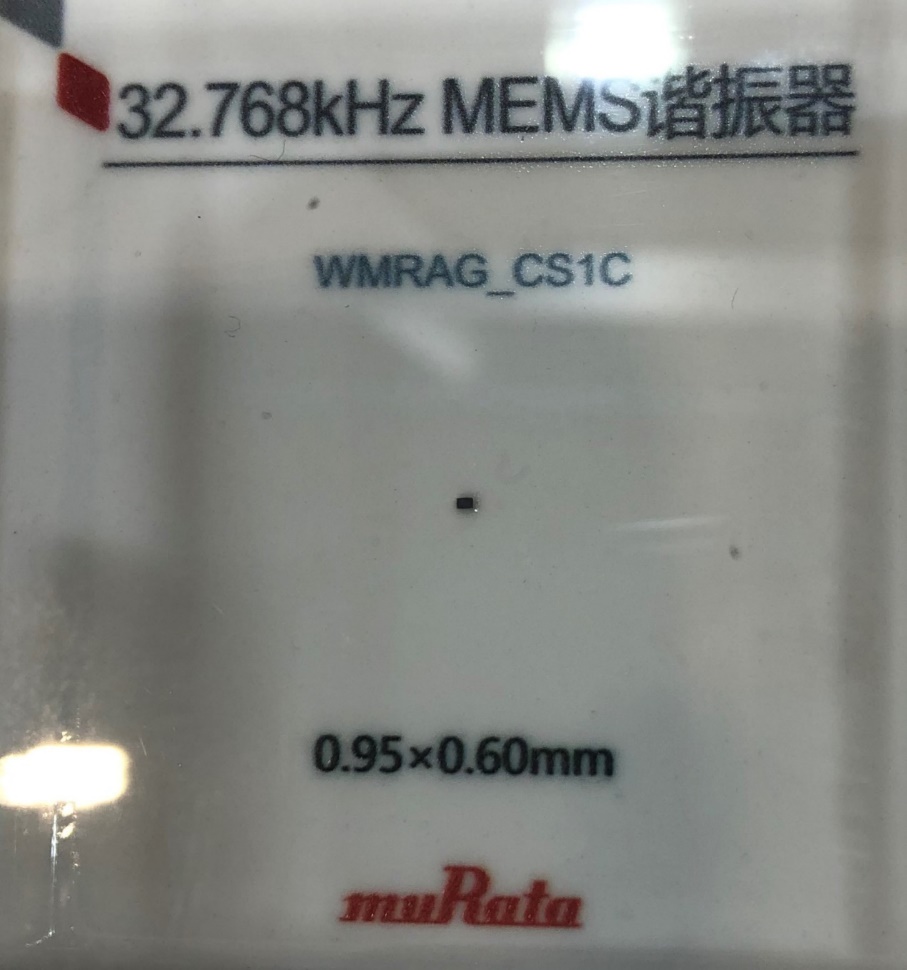 32.768kHz MEMS谐振器
WMRAG_CS1C
0.95×0.60mm
muRata